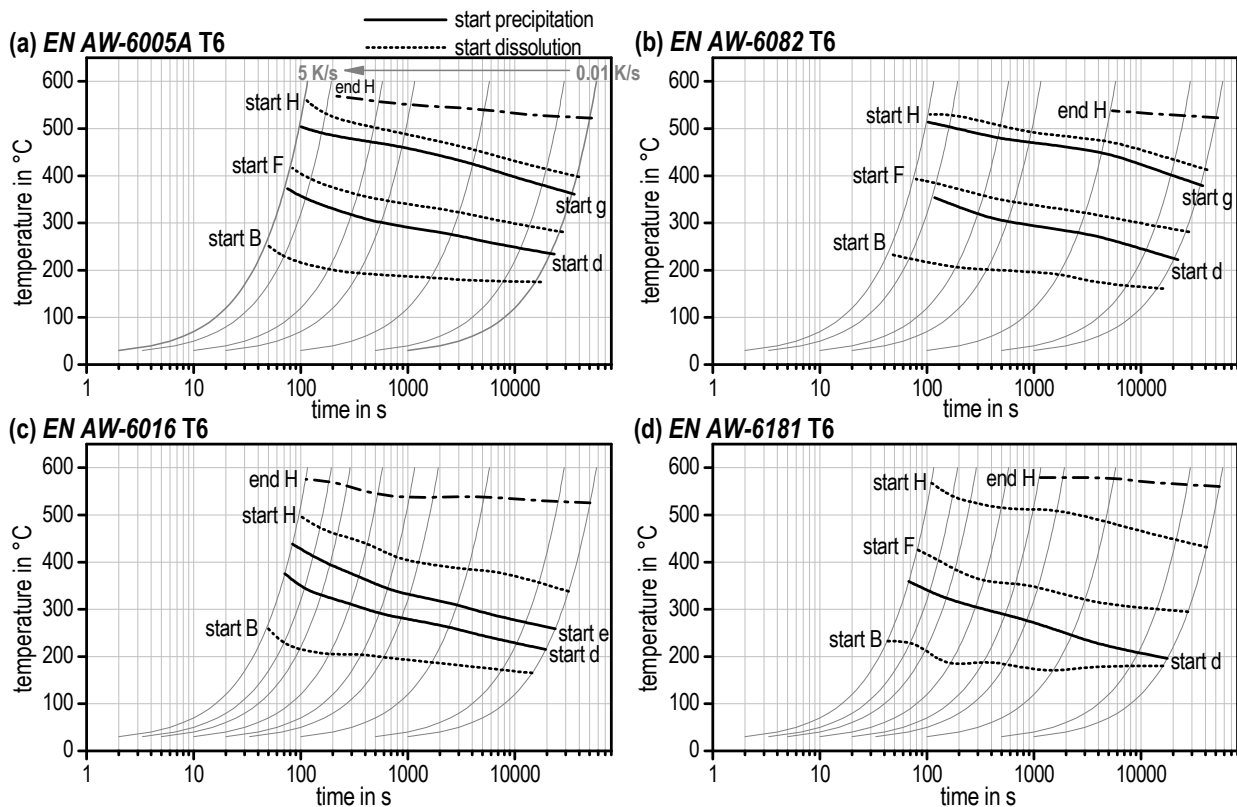 start precipitation
start dissolution
(a) EN AW-6005A T6
(b) EN AW-6082 T6
600
500
400
300
200
100
0
temperature in °C
5 K/s
0.01 K/s
end H
start H
start F
start B
start g
start d
1
10
100
1000
10000
time in s
600
500
400
300
200
100
0
temperature in °C
end H
start H
start F
start B
start g
start d
1
10
100
1000
10000
time in s
(c) EN AW-6016 T6
(d) EN AW-6181 T6
600
500
400
300
200
100
0
temperature in °C
end H
start H
start B
start e
start d
1
10
100
1000
10000
time in s
600
500
400
300
200
100
0
temperature in °C
start H
end H
start F
start B
start d
1
10
100
1000
10000
time in s